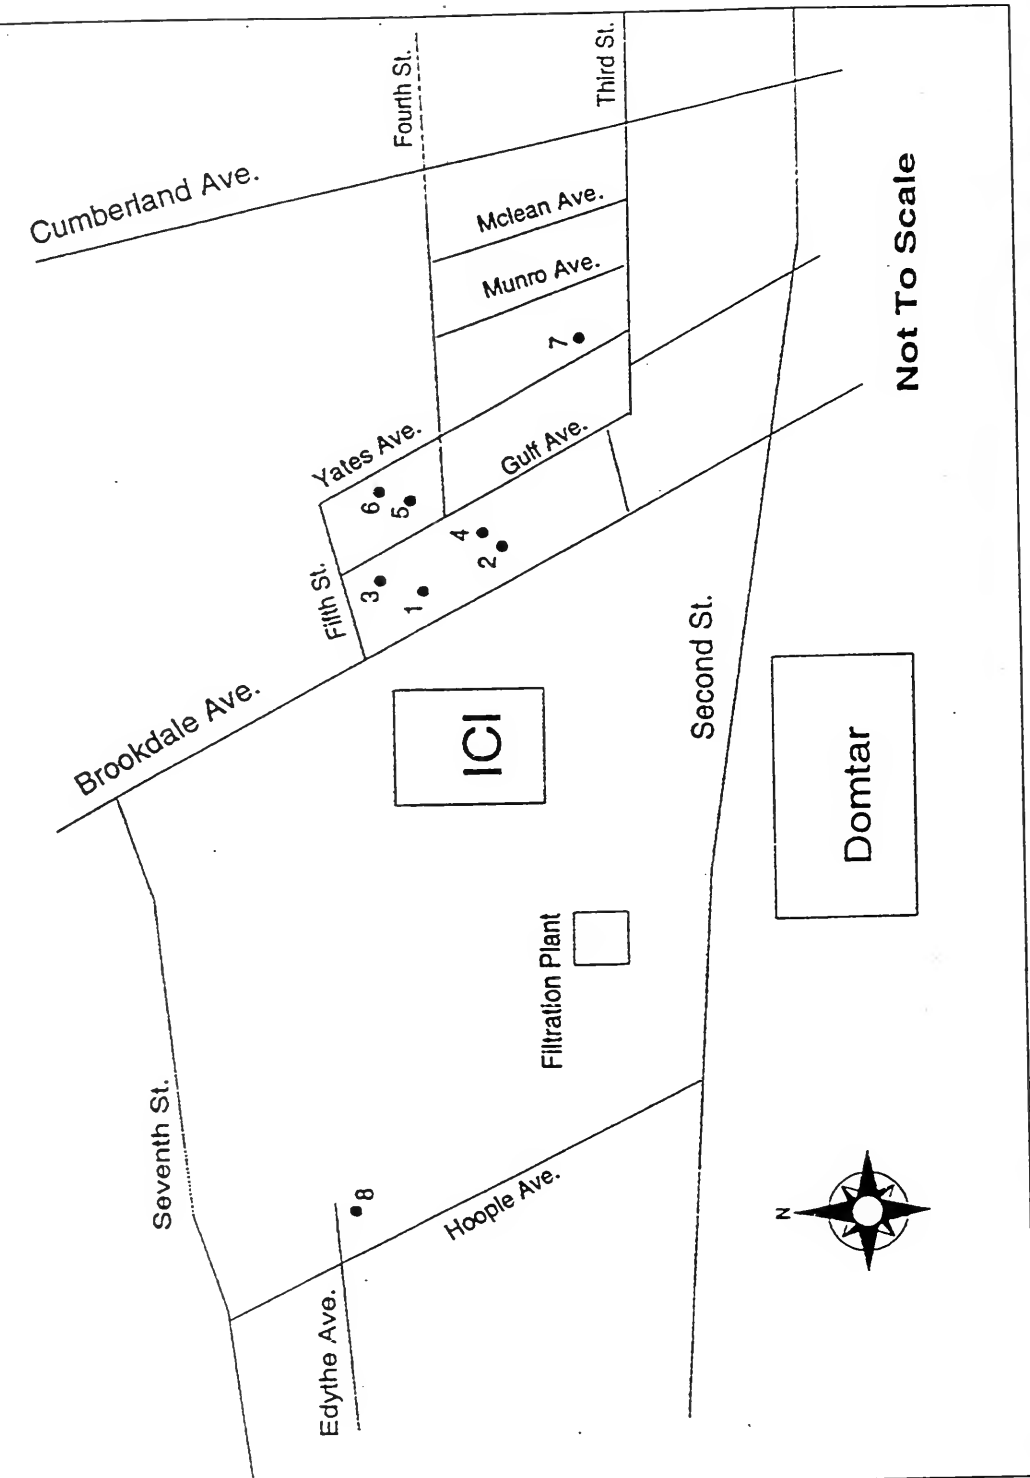 Cumberland Ave.
Fourth St.
Third St.
Mclean Ave.
Munro Ave.
7
Yates Ave.
Gulf Ave.
6
5
4
2
3
1
Fifth St.
Brookdale Ave.
ICI
Second St.
Domtar
Not To Scale
Filtration Plant
Seventh St.
8
Hoople Ave.
Edythe Ave.
N